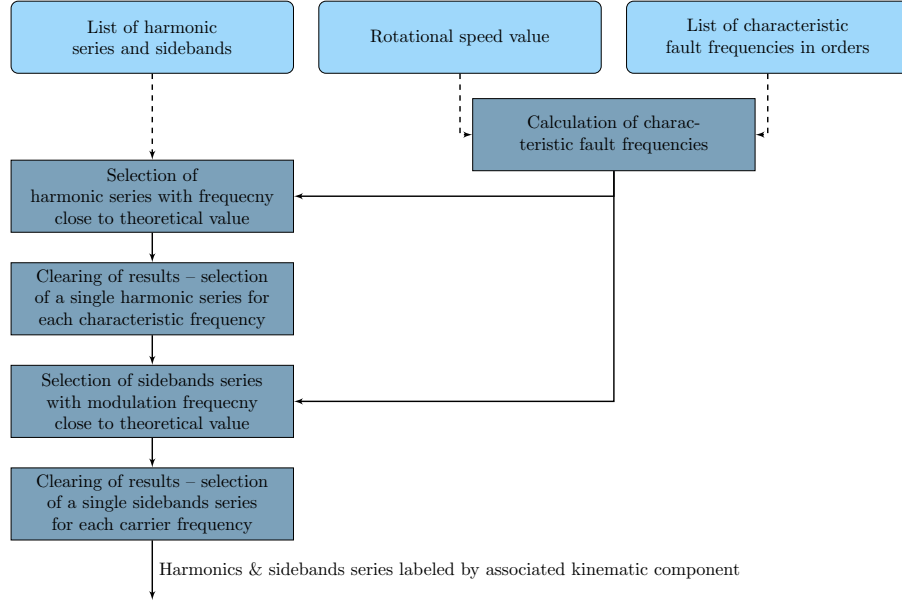 List of harmonic
series and sidebands
Rotational speed value
List of characteristic
fault frequencies in orders
Calculation of charac-
teristic fault frequencies
Selection of
harmonic series with frequecny
close to theoretical value
Clearing of results – selection
of a single harmonic series for
each characteristic frequency
Selection of sidebands series
with modulation frequecny
close to theoretical value
Clearing of results – selection
of a single sidebands series
for each carrier frequency
Harmonics & sidebands series labeled by associated kinematic component